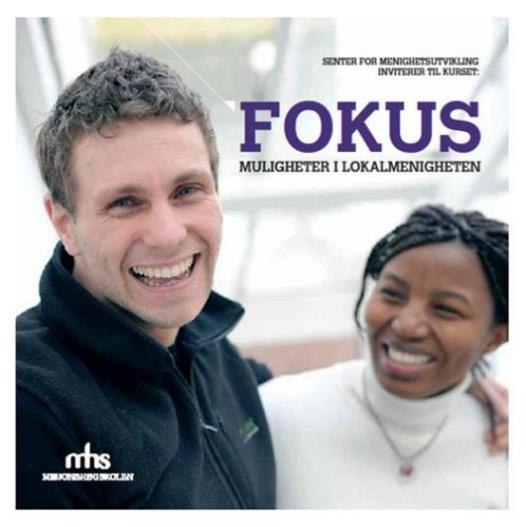 SENTER FOR MENIGHETSUTVIKLING
INVITERER TIL KURSET:
FOKUS
MULIGHETER I LOKALMENIGHETEN
mhs
MISJONSHØGSKOLEN